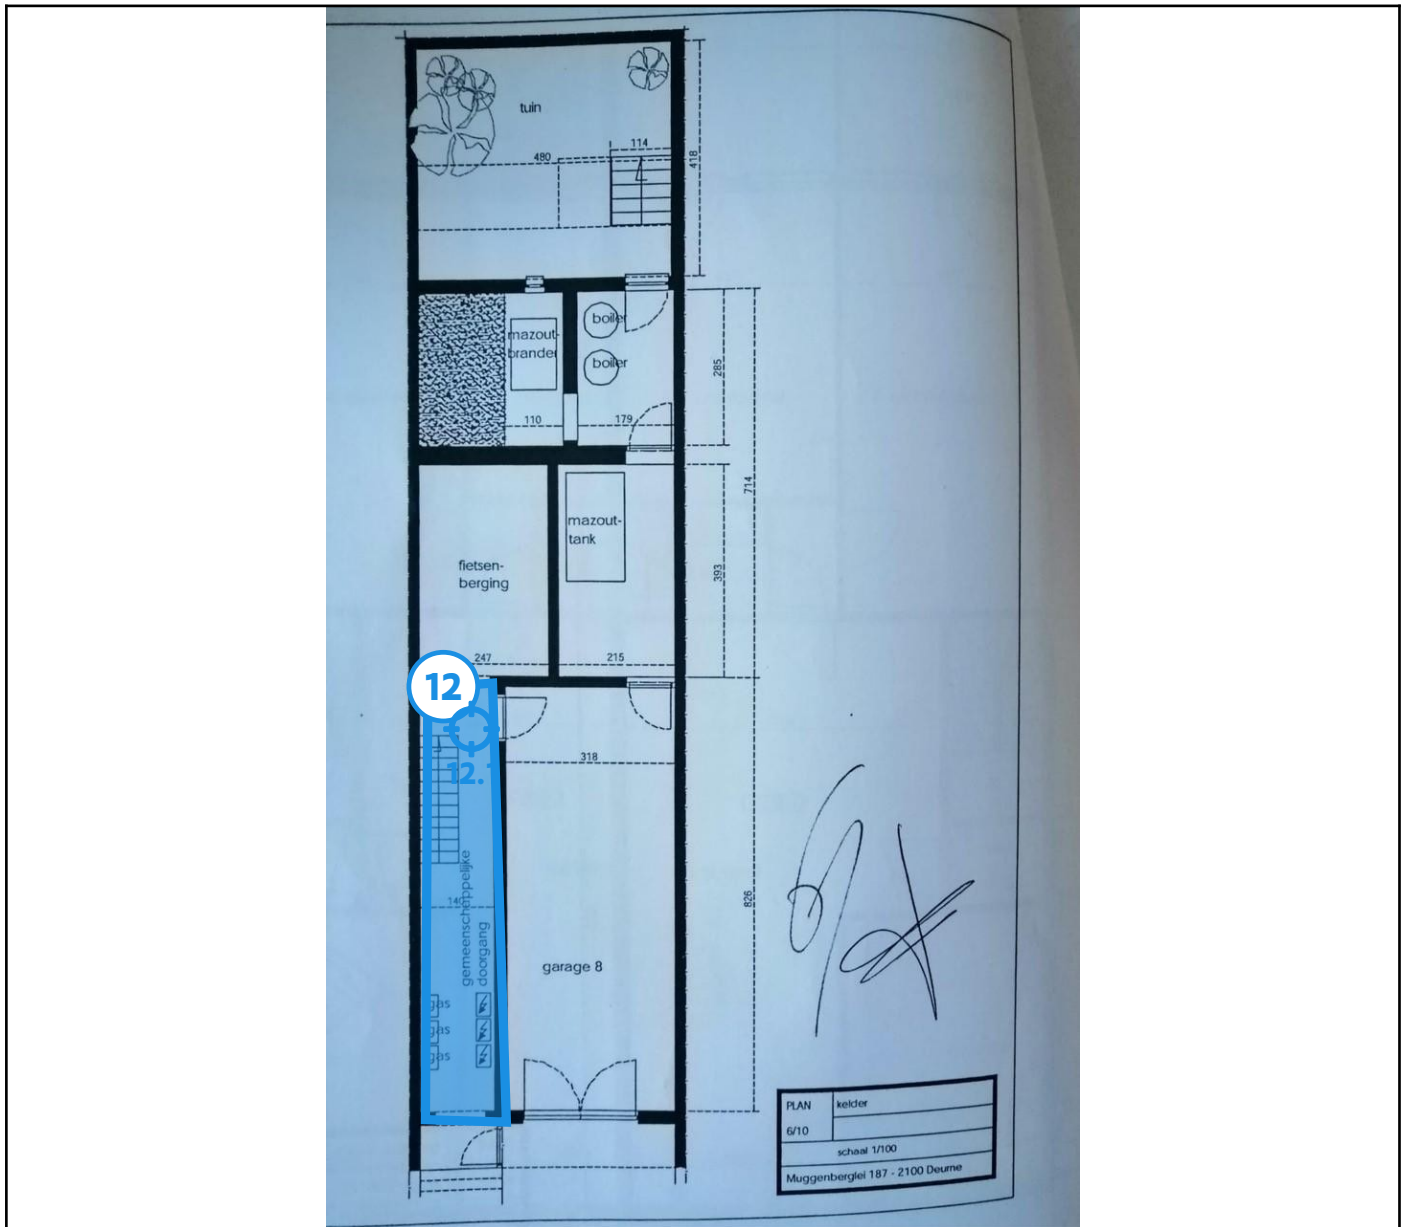 tuin
114
480
418
boiler
mazout-
brander
boiler
285
110
179
714
mazout-
tank
fietsen-
berging
393
247
215
12
318
12.
140
gemeenschappelijke
doorgang
826
garage 8
gas
gas
gas
PLAN kelder
6/10
schaal 1/100
Muggenberglei 187 - 2100 Deurne